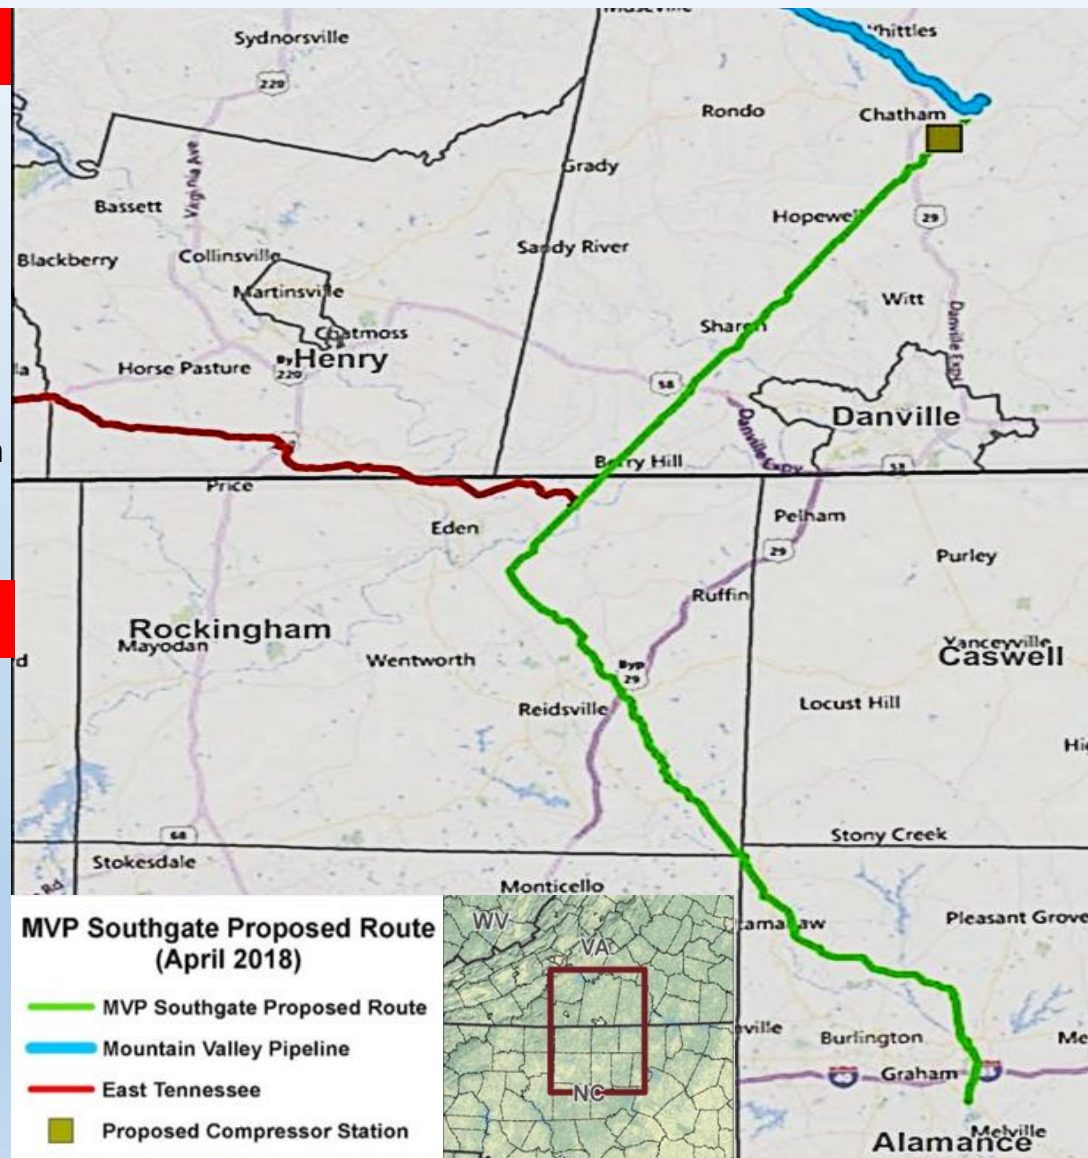 Whittles
Sydnorsville
220
Rondo
Chatham
Grady
Virginia Ave
Bassett
Hopewell
29
Sandy River
Collinsville
Blackberry
Martinsville
Witt
Danville Expy
Sharon
Chatmoss
Henry
Horse Pasture
By
220
58
Danville
Danville Expy
Berry Hill
58
Price
Eden
Pelham
29
Purley
Ruffin
Rockingham
Mayodan
Wentworth
Byp
29
Yanceyville
Caswell
Reidsville
Locust Hill
68
Stony Creek
Stokesdale
Rd
Monticello
Pleasant Grove
Burlington
Graham
Melville
Alamance
MVP Southgate Proposed Route
(April 2018)
MVP Southgate Proposed Route
Mountain Valley Pipeline
East Tennessee
Proposed Compressor Station
WV
VA
NC